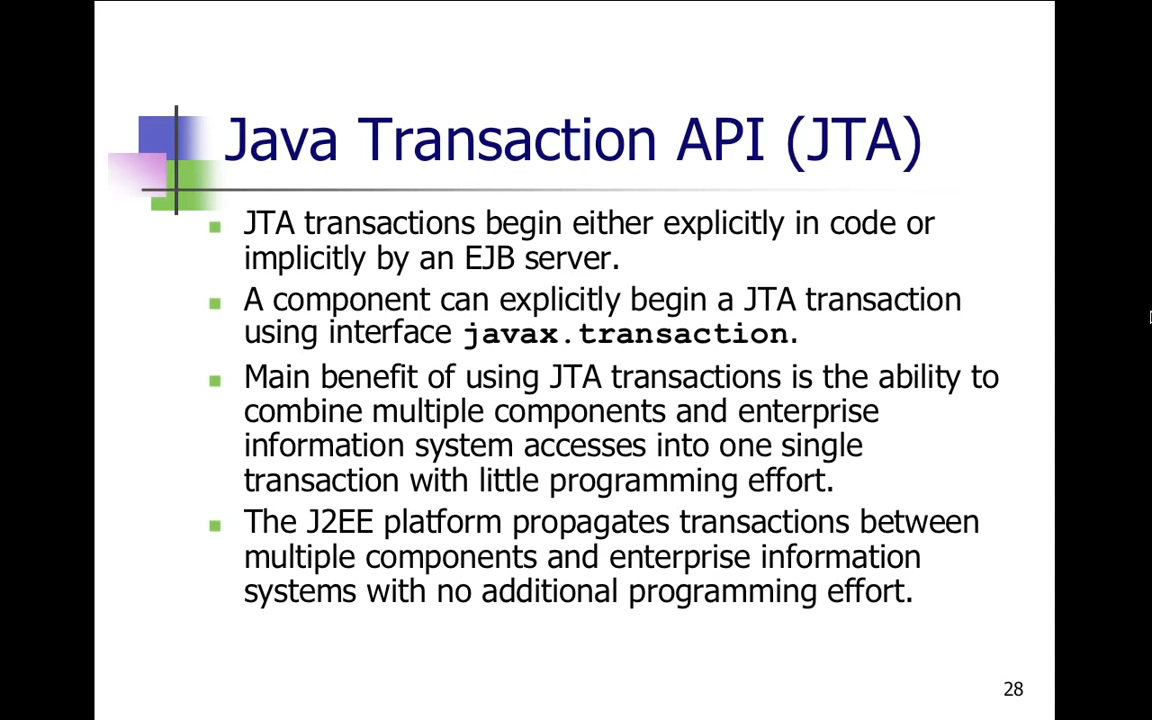 Java Transaction API (JTA)
JTA transactions begin either explicitly in code or
implicitly by an EJB server.
A component can explicitly begin a JTA transaction
using interface javax.transaction.
Main benefit of using JTA transactions is the ability to
combine multiple components and enterprise
information system accesses into one single
transaction with little programming effort.
The J2EE platform propagates transactions between
multiple components and enterprise information
systems with no additional programming effort.
28